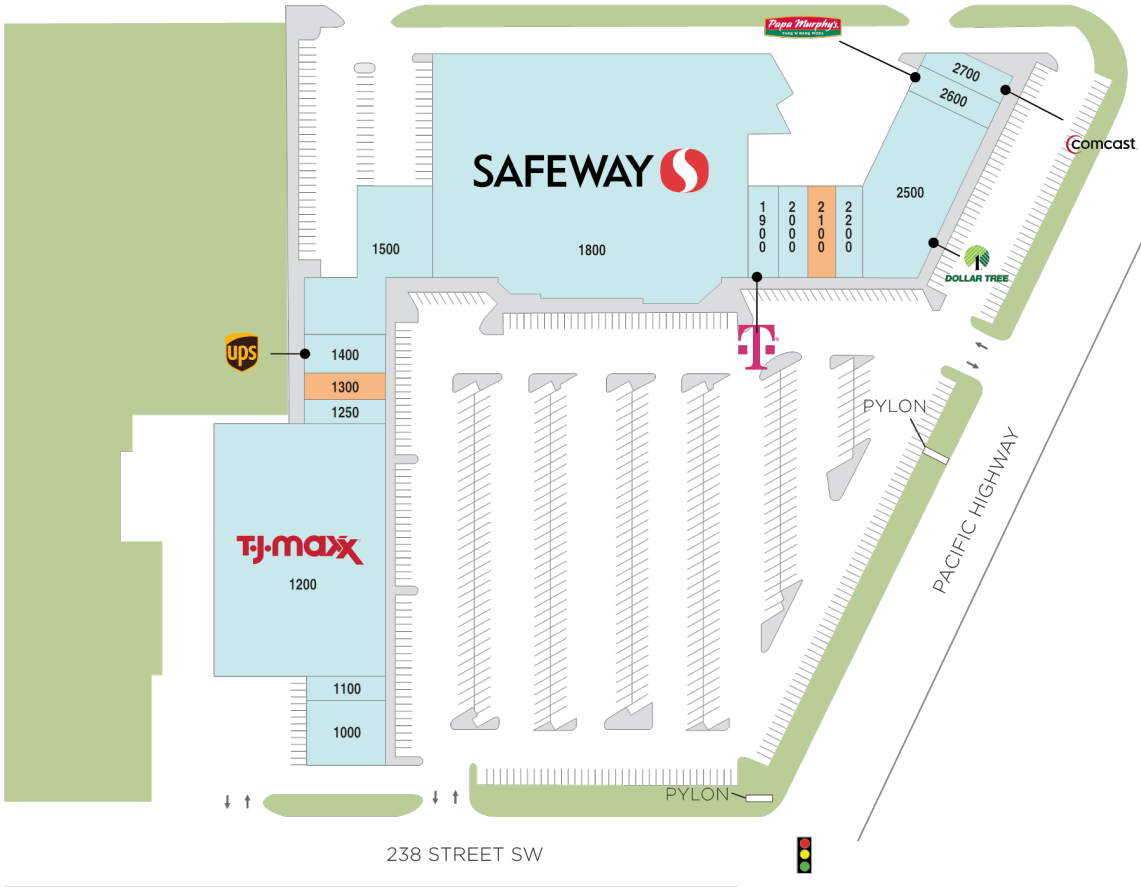 Papa Murphy's
TAKE 'N' BAKE PIZZA
2700
2600
comcast.
SAFEWAY
2500
1900
2000
2100
2200
1500
1800
DOLLAR TREE
T
ups
1400
1300
1250
PYLON
PACIFIC HIGHWAY
T.J.maxx
1200
1100
1000
PYLON
238 STREET SW